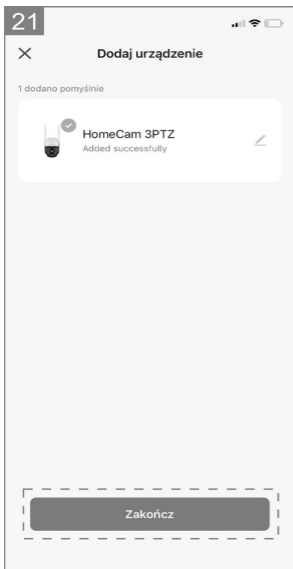 21
Dodaj urządzenie
1 dodano pomyślnie
HomeCam 3PTZ
Added successfully
Zakończ